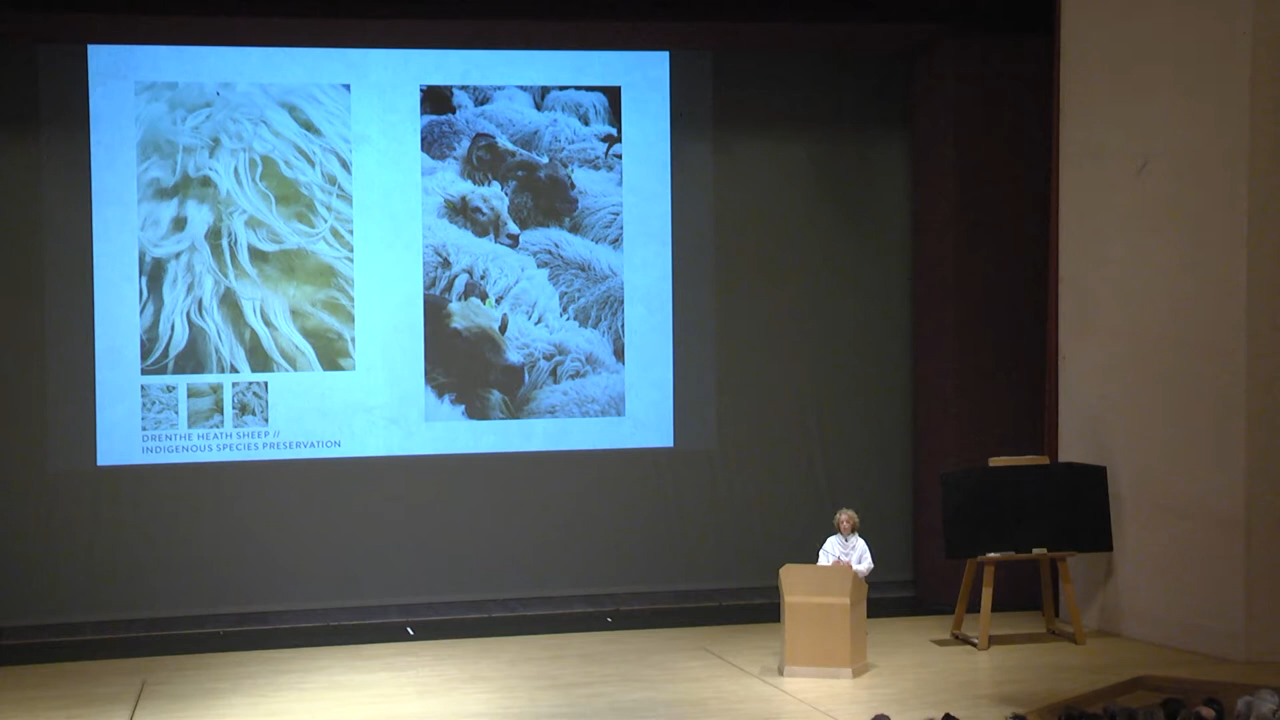 DRENTHE HEATH SHEEP //
INDIGENOUS SPECIES PRESERVATION